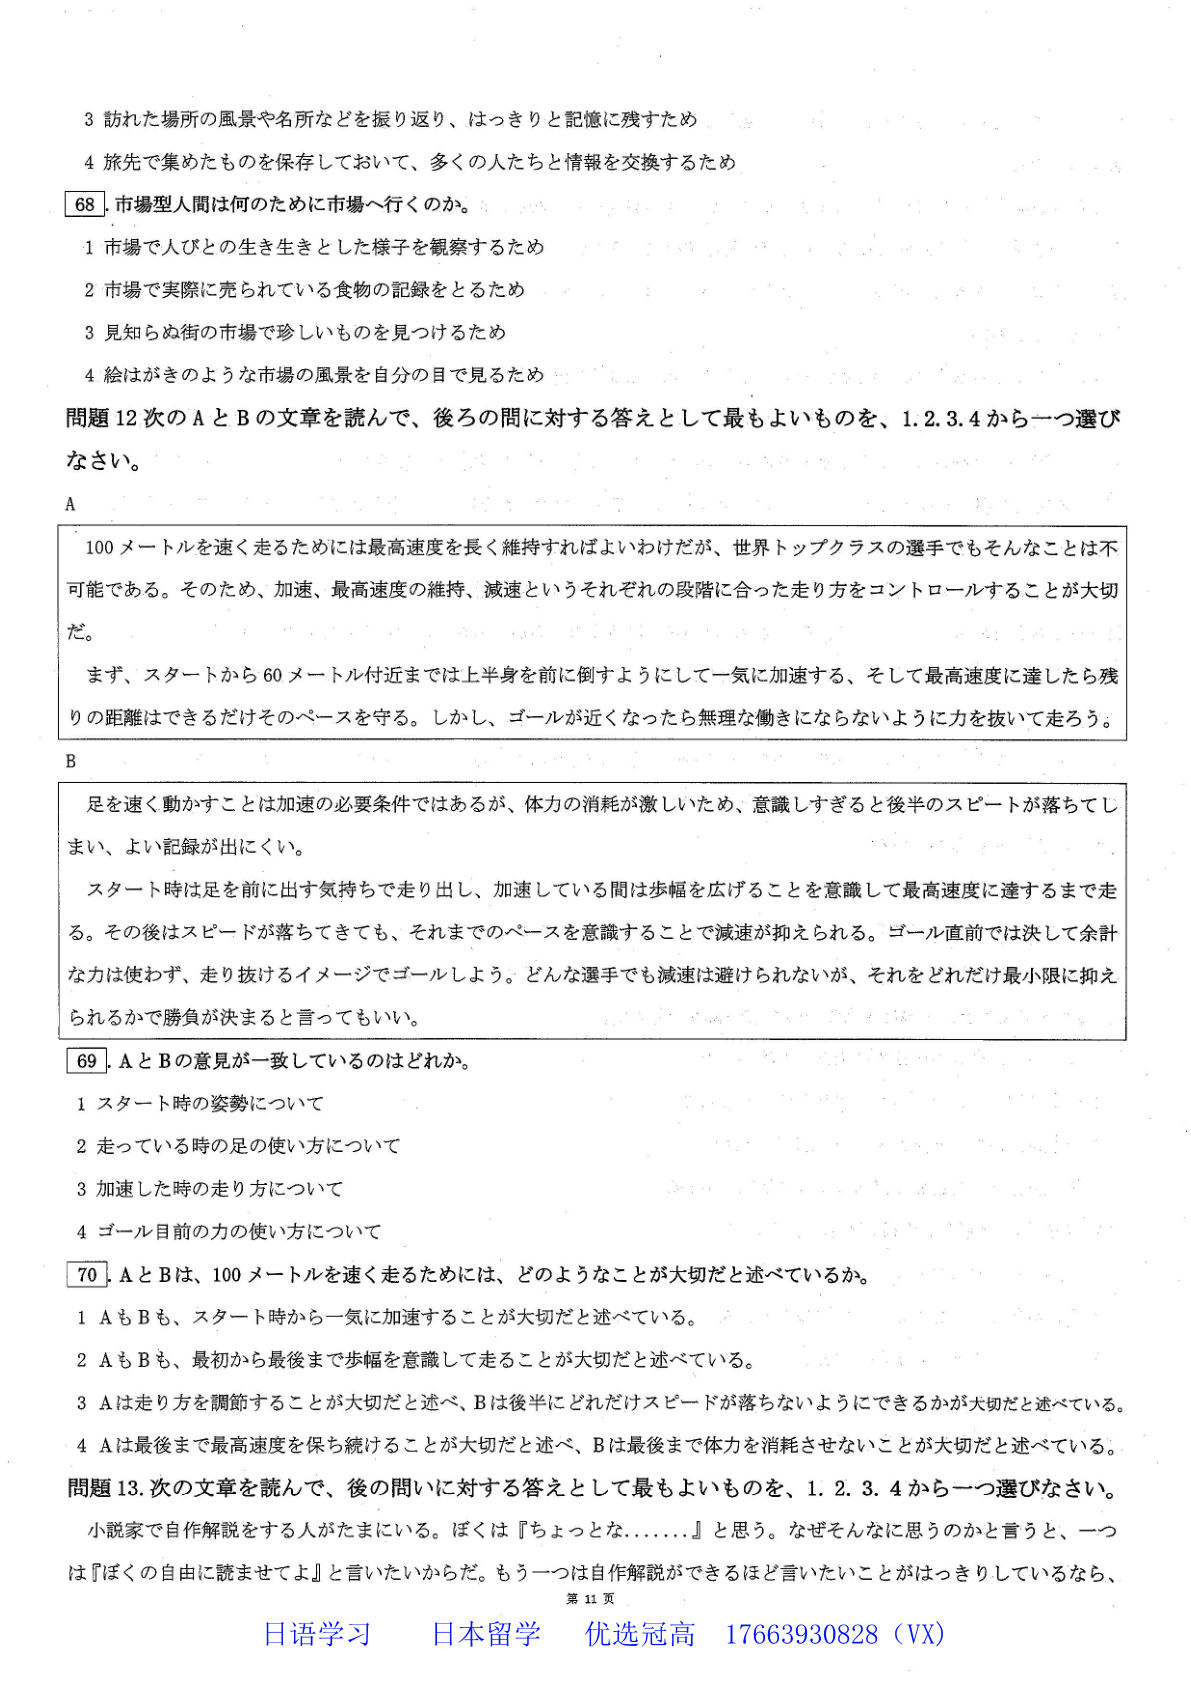 3 訪れた場所の風景や名所などを振り返り、はっきりと記憶に残すため
4 旅先で集めたものを保存しておいて、多くの人たちと情報を交換するため
68.市場型人間は何のために市場へ行くのか。
1 市場で人びとの生き生きとした様子を観察するため
2 市場で実際に売られている食物の記録をとるため
3 見知らぬ街の市場で珍しいものを見つけるため
4 絵はがきのような市場の風景を自分の目で見るため
問題12次のAとBの文章を読んで、後ろの問に対する答えとして最もよいものを、1.2.3.4から一つ選び
なさい。
A
100メートルを速く走るためには最高速度を長く維持すればよいわけだが、世界トップクラスの選手でもそんなことは不
可能である。そのため、加速、最高速度の維持、減速というそれぞれの段階に合った走り方をコントロールすることが大切
だ。
まず、スタートから60メートル付近までは上半身を前に倒すようにして一気に加速する、そして最高速度に達したら残
りの距離はできるだけそのペースを守る。しかし、ゴールが近くなったら無理な働きにならないように力を抜いて走ろう。
B
足を速く動かすことは加速の必要条件ではあるが、体力の消耗が激しいため、意識しすぎると後半のスピートが落ちてし
まい、よい記録が出にくい。
スタート時は足を前に出す気持ちで走り出し、加速している間は歩幅を広げることを意識して最高速度に達するまで走
る。その後はスピードが落ちてきても、それまでのペースを意識することで減速が抑えられる。ゴール直前では決して余計
な力は使わず、走り抜けるイメージでゴールしよう。どんな選手でも減速は避けられないが、それをどれだけ最小限に抑え
られるかで勝負が決まると言ってもいい。
69.AとBの意見が一致しているのはどれか。
1 スタート時の姿勢について
2 走っている時の足の使い方について
3 加速した時の走り方について
4 ゴール目前の力の使い方について
70.AとBは、100メートルを速く走るためには、どのようなことが大切だと述べているか。
1 AもBも、スタート時から一気に加速することが大切だと述べている。
2 AもBも、最初から最後まで歩幅を意識して走ることが大切だと述べている。
3 Aは走り方を調節することが大切だと述べ、Bは後半にどれだけスピードが落ちないようにできるかが大切だと述べている。
4 Aは最後まで最高速度を保ち続けることが大切だと述べ、Bは最後まで体力を消耗させないことが大切だと述べている。
問題13.次の文章を読んで、後の問いに対する答えとして最もよいものを、1. 2. 3. 4から一つ選びなさい。
小説家で自作解説をする人がたまにいる。ぼくは『ちょっとな.......』と思う。なぜそんなに思うのかと言うと、一つ
は『ぼくの自由に読ませてよ』と言いたいからだ。もう一つは自作解説ができるほど言いたいことがはっきりしているなら、
第 11 页
日语学习 日本留学 优选冠高 17663930828（VX）